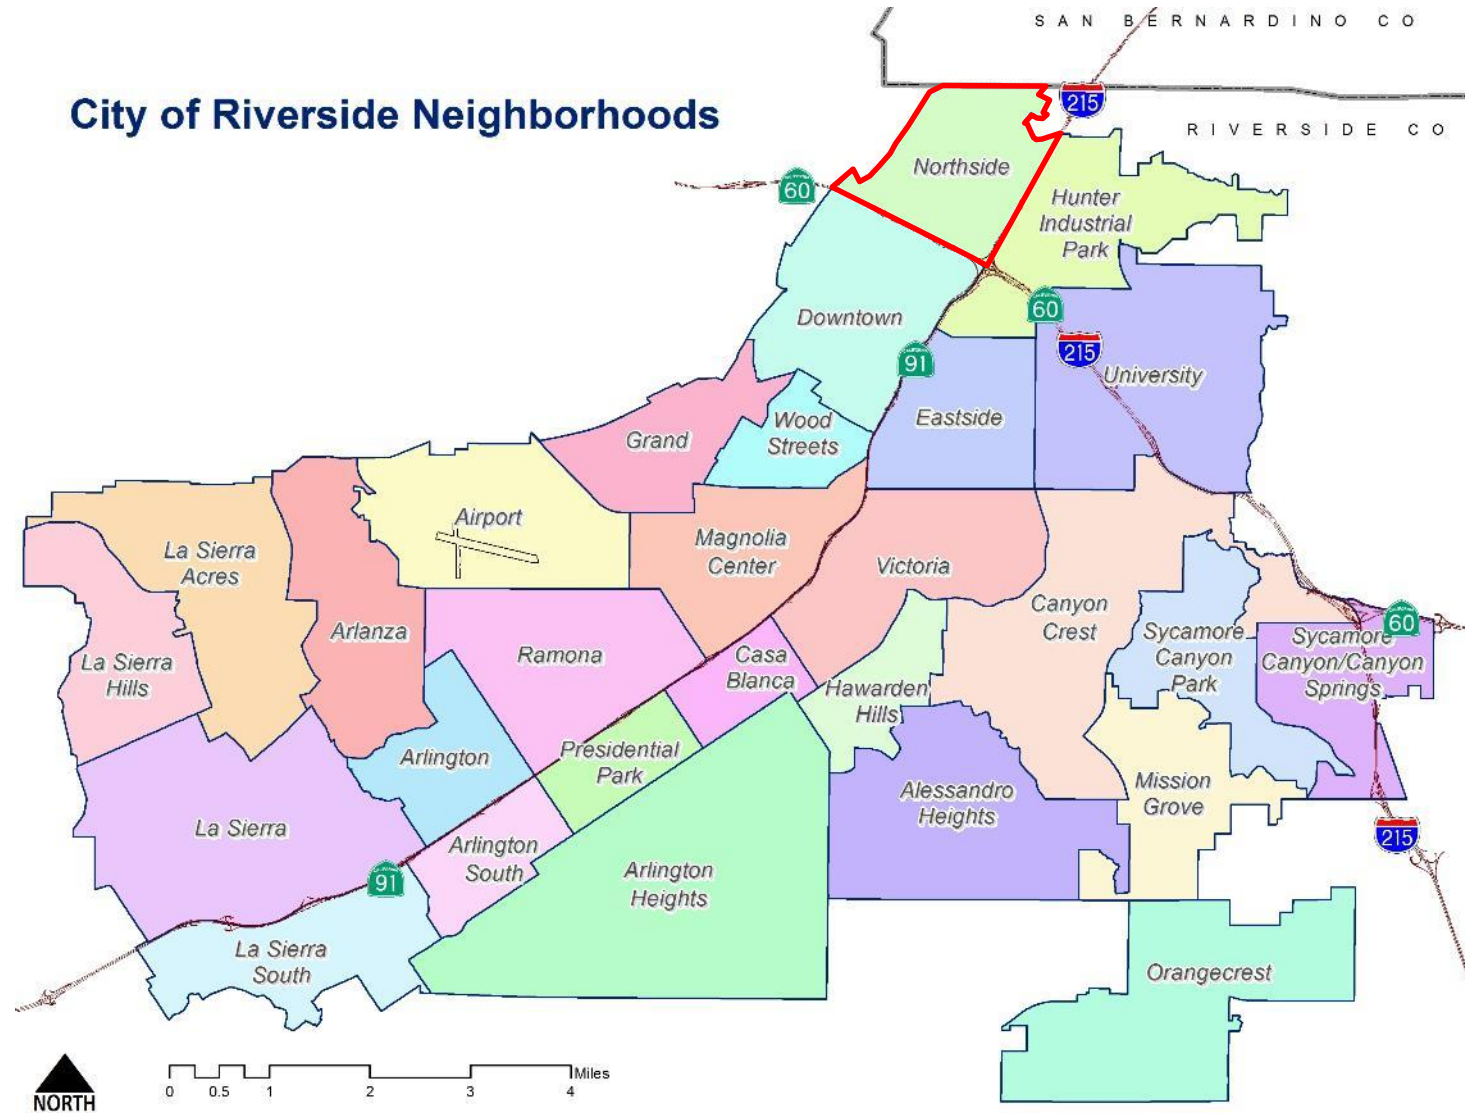 SAN BERNARDINO CO
City of Riverside Neighborhoods
215
RIVERSIDE CO
Northside
60
Hunter
Industrial
Park
Downtown
60
91
215
University
Grand
Wood
Streets
Eastside
Airport
Magnolia
Center
Victoria
La Sierra
Acres
Arlanza
Canyon
Crest
60
La Sierra
Hills
Ramona
Casa
Blanca
Hawarden
Hills
Sycamore
Canyon
Park
Sycamore
Canyon/Canyon
Springs
Arlington
Presidential
Park
Alessandro
Heights
Mission
Grove
La Sierra
215
Arlington
South
91
Arlington
Heights
La Sierra
South
Orangecrest
NORTH
Miles
0 0.5 1 2 3 4